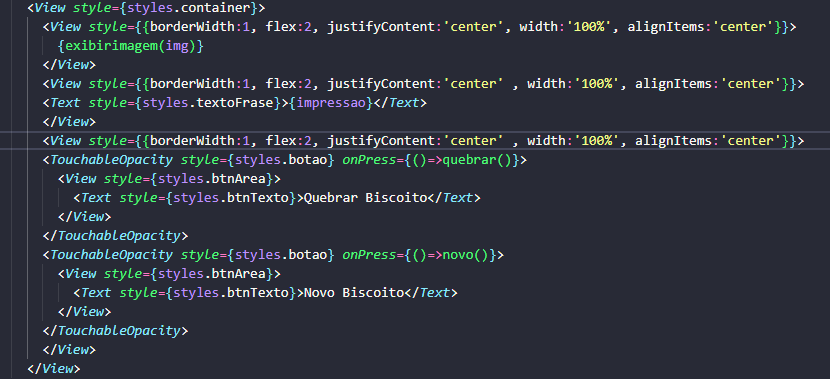 <View style={styles.container}>
<View style={{borderWidth:1, flex:2, justifyContent:'center', width:'100%', alignItems:'center'}}>
{exibirimagem(img)}
</View>
<View style={{borderWidth:1, flex:2, justifyContent:'center' , width:'100%', alignItems:'center'}}>
<Text style={styles.textoFrase}>{impressao}</Text>
</View>
<View style={{borderWidth:1, flex:2, justifyContent:'center' , width:'100%', alignItems:'center'}}>
<TouchableOpacity style={styles.botao} onPress={()=>quebrar()}>
<View style={styles.btnArea}>
<Text style={styles.btnTexto}>Quebrar Biscoito</Text>
</View>
</TouchableOpacity>
<TouchableOpacity style={styles.botao} onPress={()=>novo()}>
<View style={styles.btnArea}>
<Text style={styles.btnTexto}>Novo Biscoito</Text>
</View>
</TouchableOpacity>
</View>
</View>